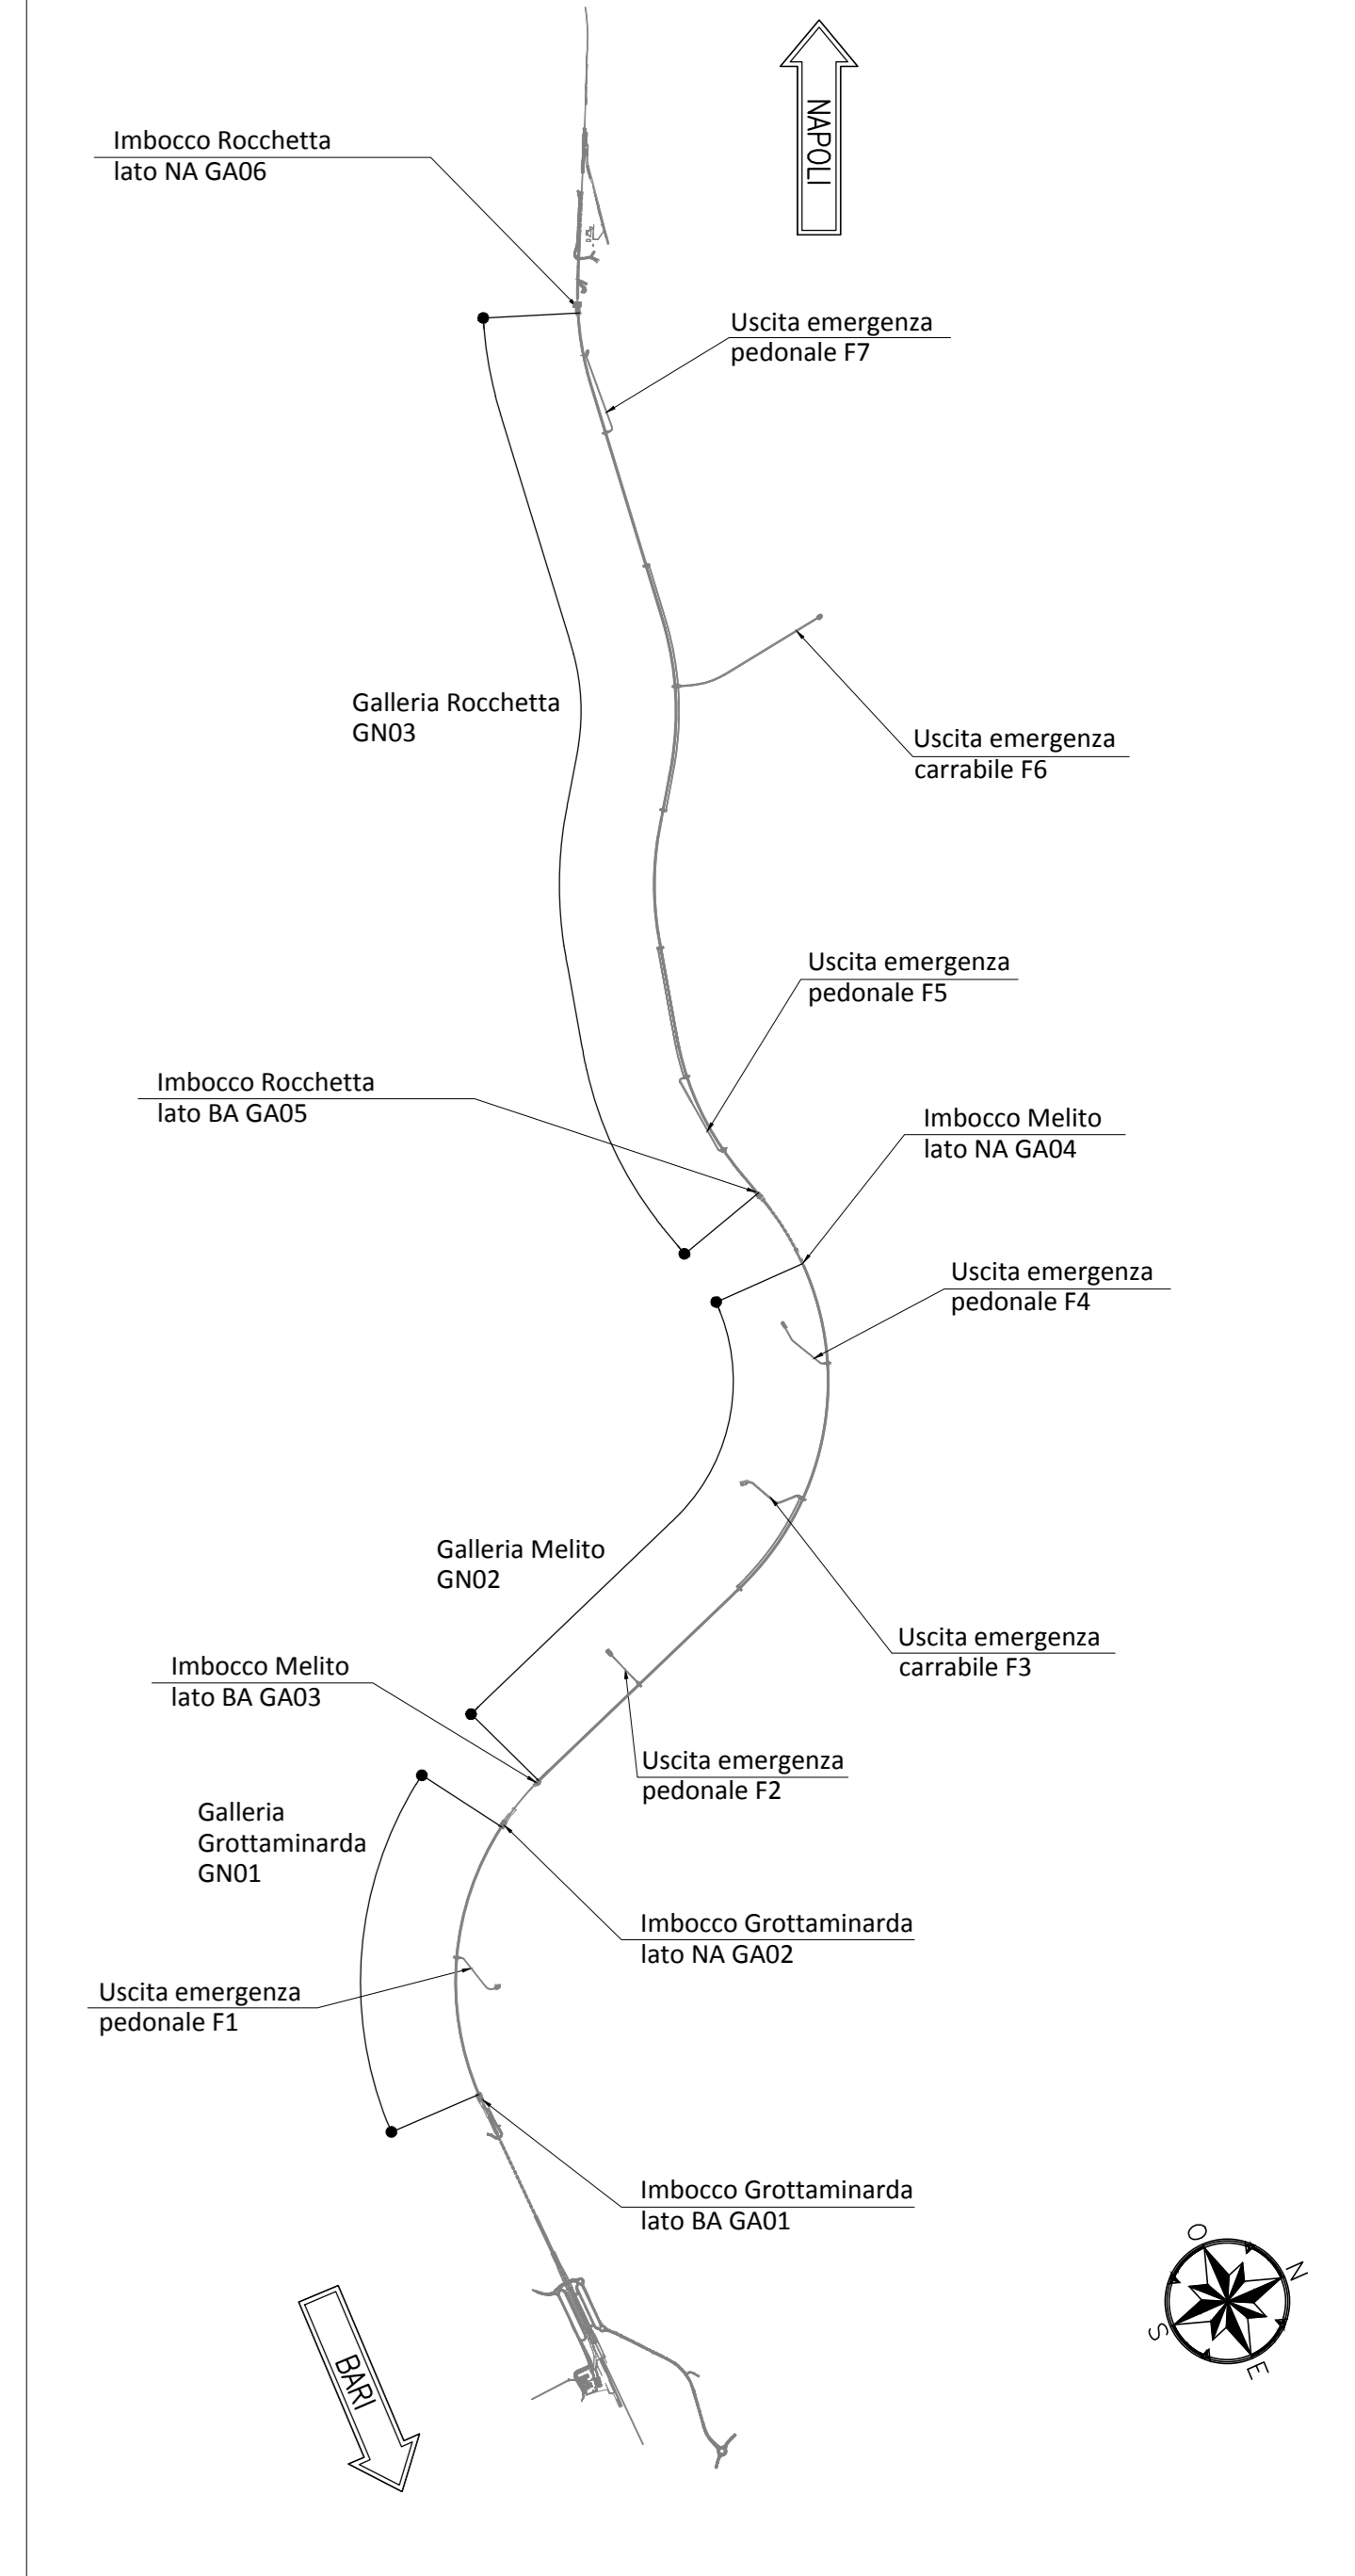 NAPOLI
Imbocco Rocchetta
lato NA GA06
Uscita emergenza
pedonale F7
Galleria Rocchetta
GN03
Uscita emergenza
carrabile F6
Uscita emergenza
pedonale F5
Imbocco Rocchetta
lato BA GA05
Imbocco Melito
lato NA GA04
Uscita emergenza
pedonale F4
Galleria Melito
GN02
Uscita emergenza
carrabile F3
Imbocco Melito
lato BA GA03
Uscita emergenza
pedonale F2
Galleria
Grottaminarda
GN01
Imbocco Grottaminarda
lato NA GA02
Uscita emergenza
pedonale F1
Imbocco Grottaminarda
lato BA GA01
BARI
O
N
S
E